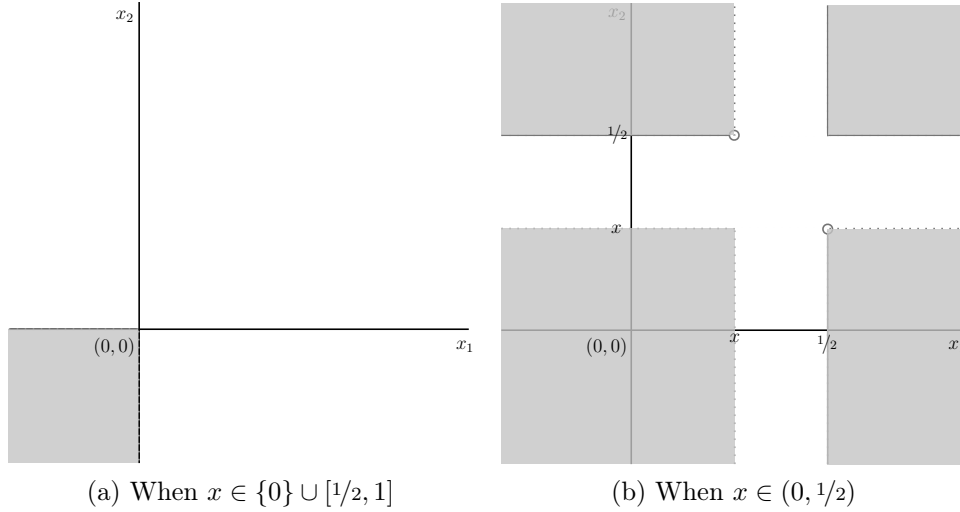 x₂
(0, 0)
x₁
(a) When x ∈ {0} ∪ [1/2, 1]
x₂
1/2
x
(0, 0)
x
1/2
x
(b) When x ∈ (0, 1/2)